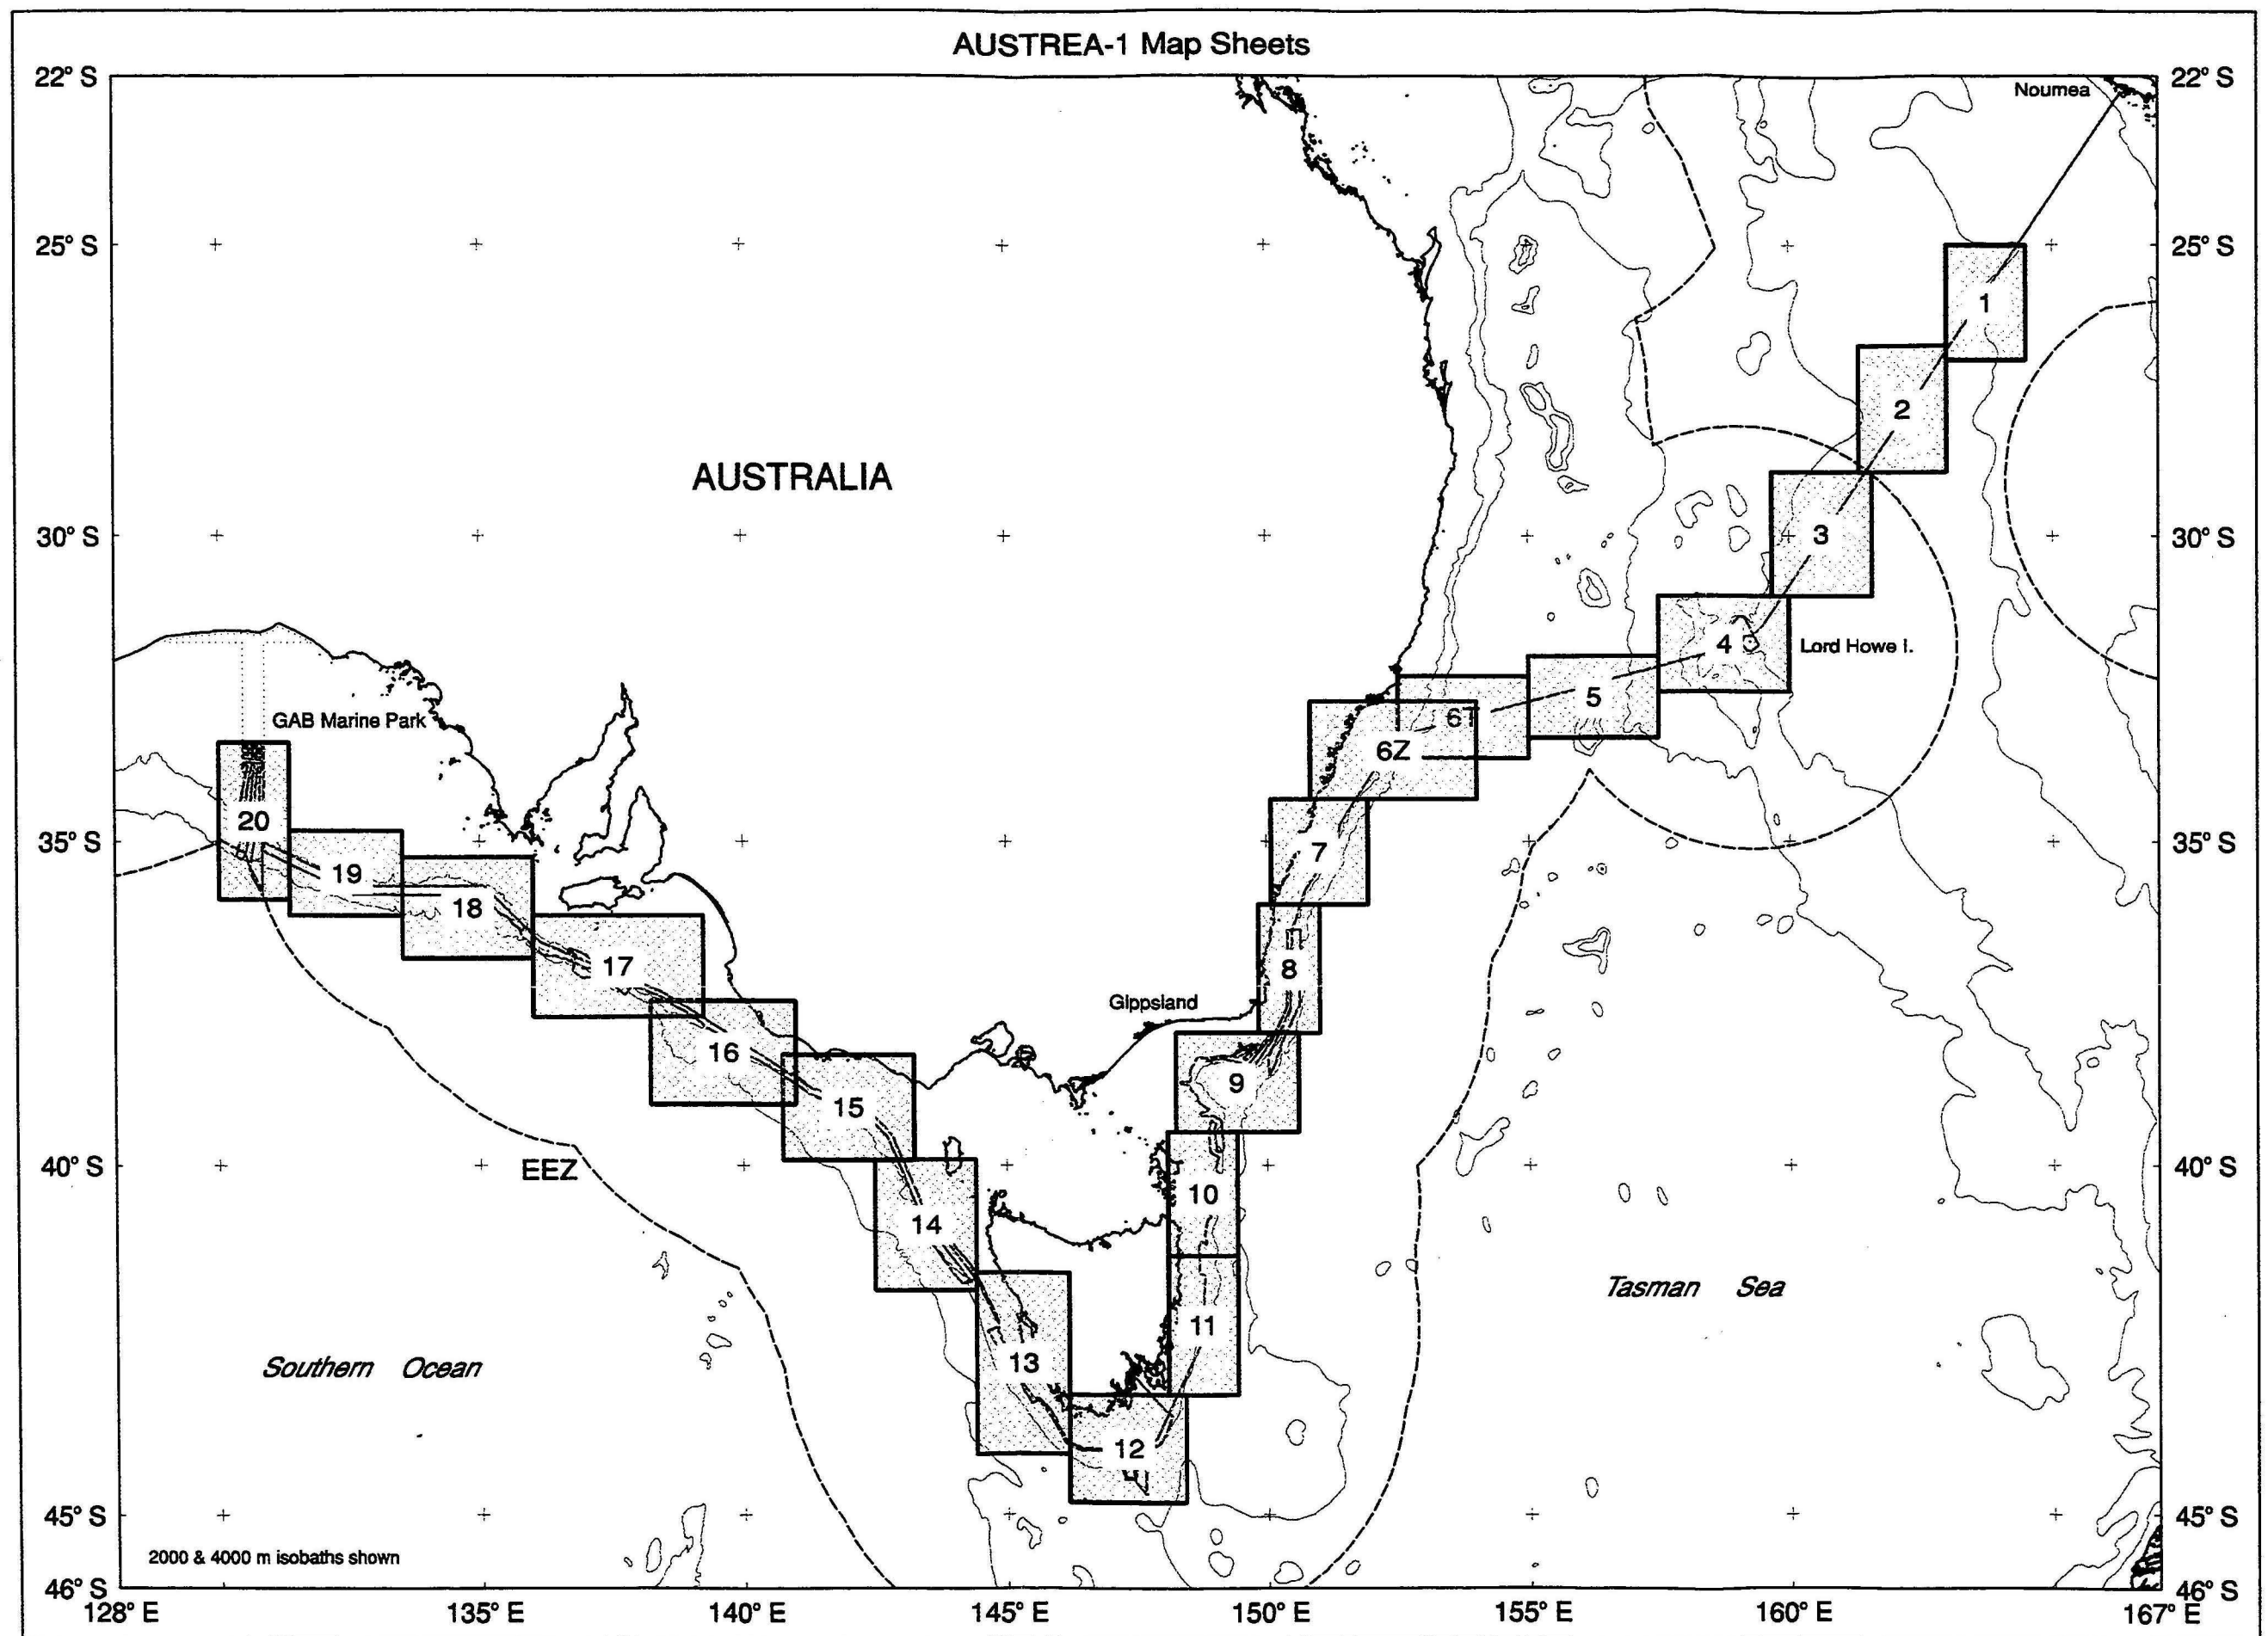 AUSTREA-1 Map Sheets
22° S
22° S
Noumea
25° S
25° S
1
2
AUSTRALIA
30° S
3
30° S
4
Lord Howe I.
5
GAB Marine Park
6T
6Z
20
35° S
7
35° S
19
18
17
8
Gippsland
16
9
15
40° S
EEZ
10
40° S
14
Tasman Sea
11
Southern Ocean
13
12
45° S
45° S
2000 & 4000 m isobaths shown
46° S
46° S
128° E
135° E
140° E
145° E
150° E
155° E
160° E
167° E